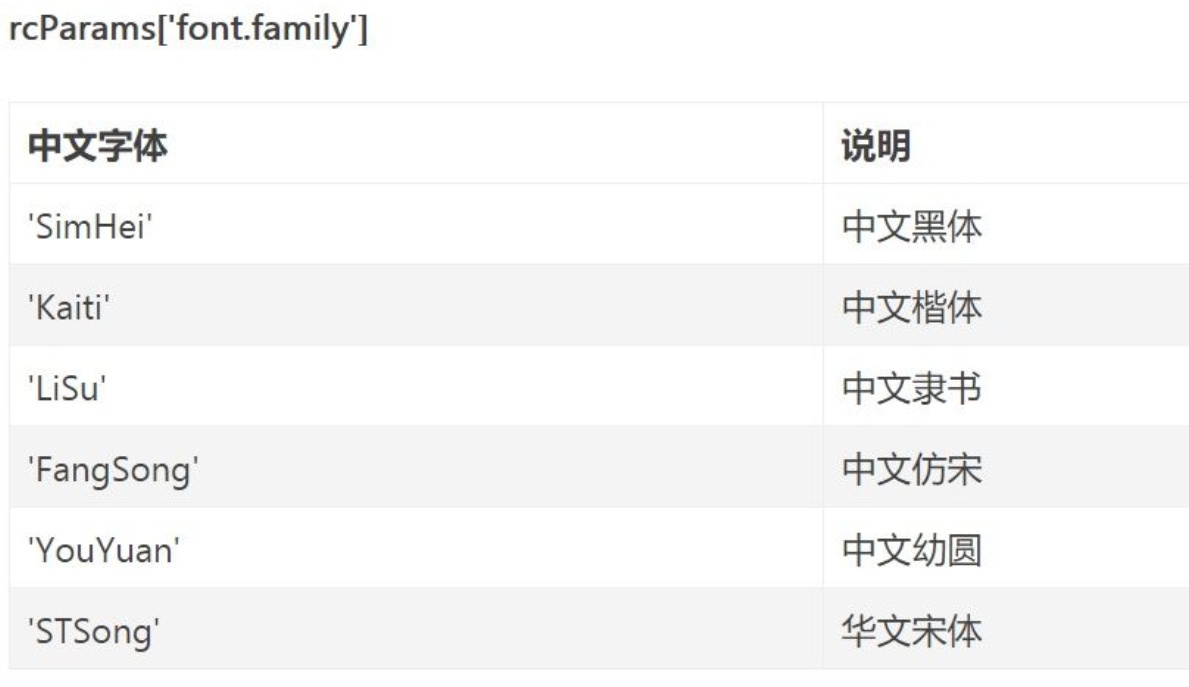 rcParams['font.family']
中文字体 说明
'SimHei' 中文黑体
'Kaiti' 中文楷体
'LiSu' 中文隶书
'FangSong' 中文仿宋
'YouYuan' 中文幼圆
'STSong' 华文宋体